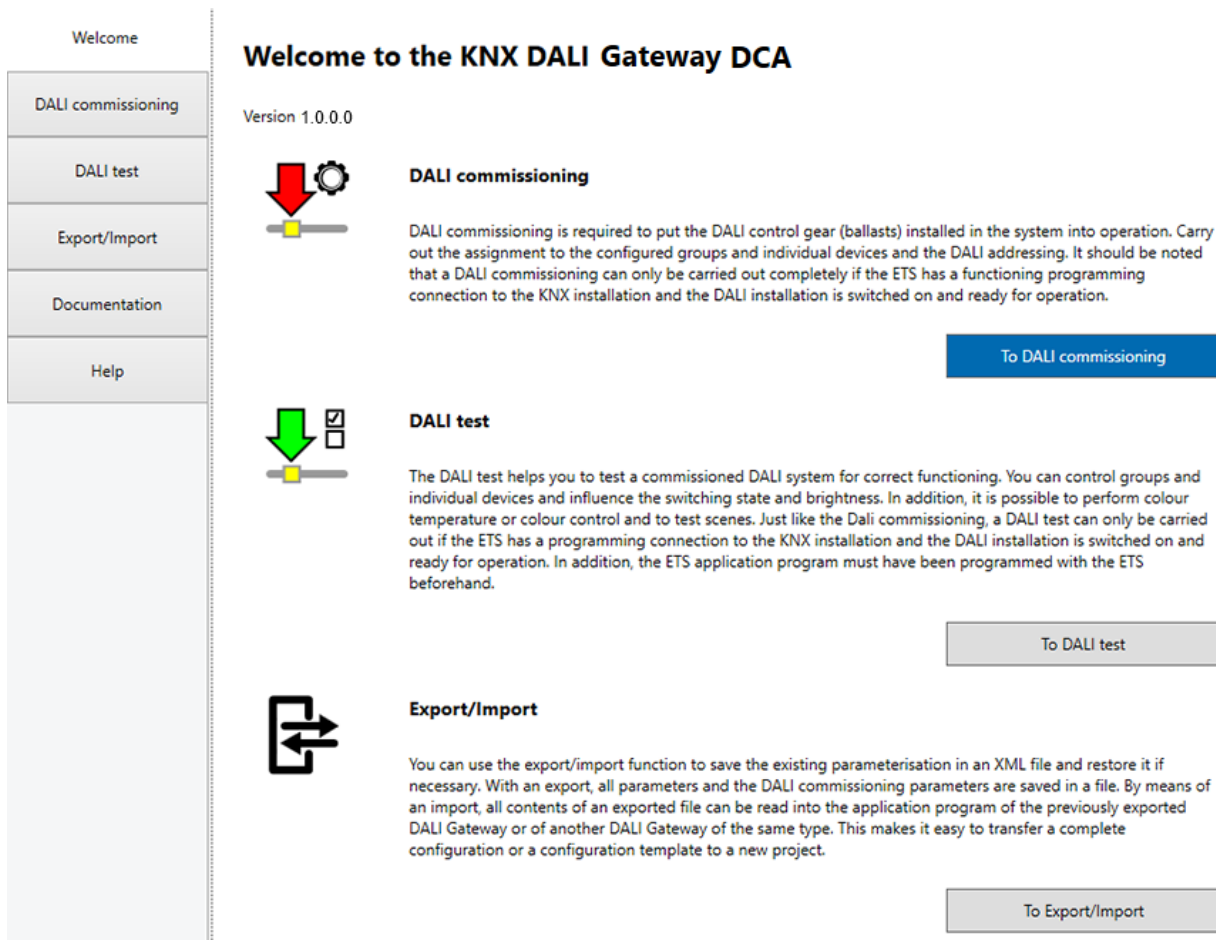 Welcome
DALI commissioning
DALI test
Export/Import
Documentation
Help
Welcome to the KNX DALI Gateway DCA
Version 1.0.0.0
DALI commissioning
DALI commissioning is required to put the DALI control gear (ballasts) installed in the system into operation. Carry
out the assignment to the configured groups and individual devices and the DALI addressing. It should be noted
that a DALI commissioning can only be carried out completely if the ETS has a functioning programming
connection to the KNX installation and the DALI installation is switched on and ready for operation.
To DALI commissioning
DALI test
The DALI test helps you to test a commissioned DALI system for correct functioning. You can control groups and
individual devices and influence the switching state and brightness. In addition, it is possible to perform colour
temperature or colour control and to test scenes. Just like the Dali commissioning, a DALI test can only be carried
out if the ETS has a programming connection to the KNX installation and the DALI installation is switched on and
ready for operation. In addition, the ETS application program must have been programmed with the ETS
beforehand.
To DALI test
Export/Import
You can use the export/import function to save the existing parameterisation in an XML file and restore it if
necessary. With an export, all parameters and the DALI commissioning parameters are saved in a file. By means of
an import, all contents of an exported file can be read into the application program of the previously exported
DALI Gateway or of another DALI Gateway of the same type. This makes it easy to transfer a complete
configuration or a configuration template to a new project.
To Export/Import